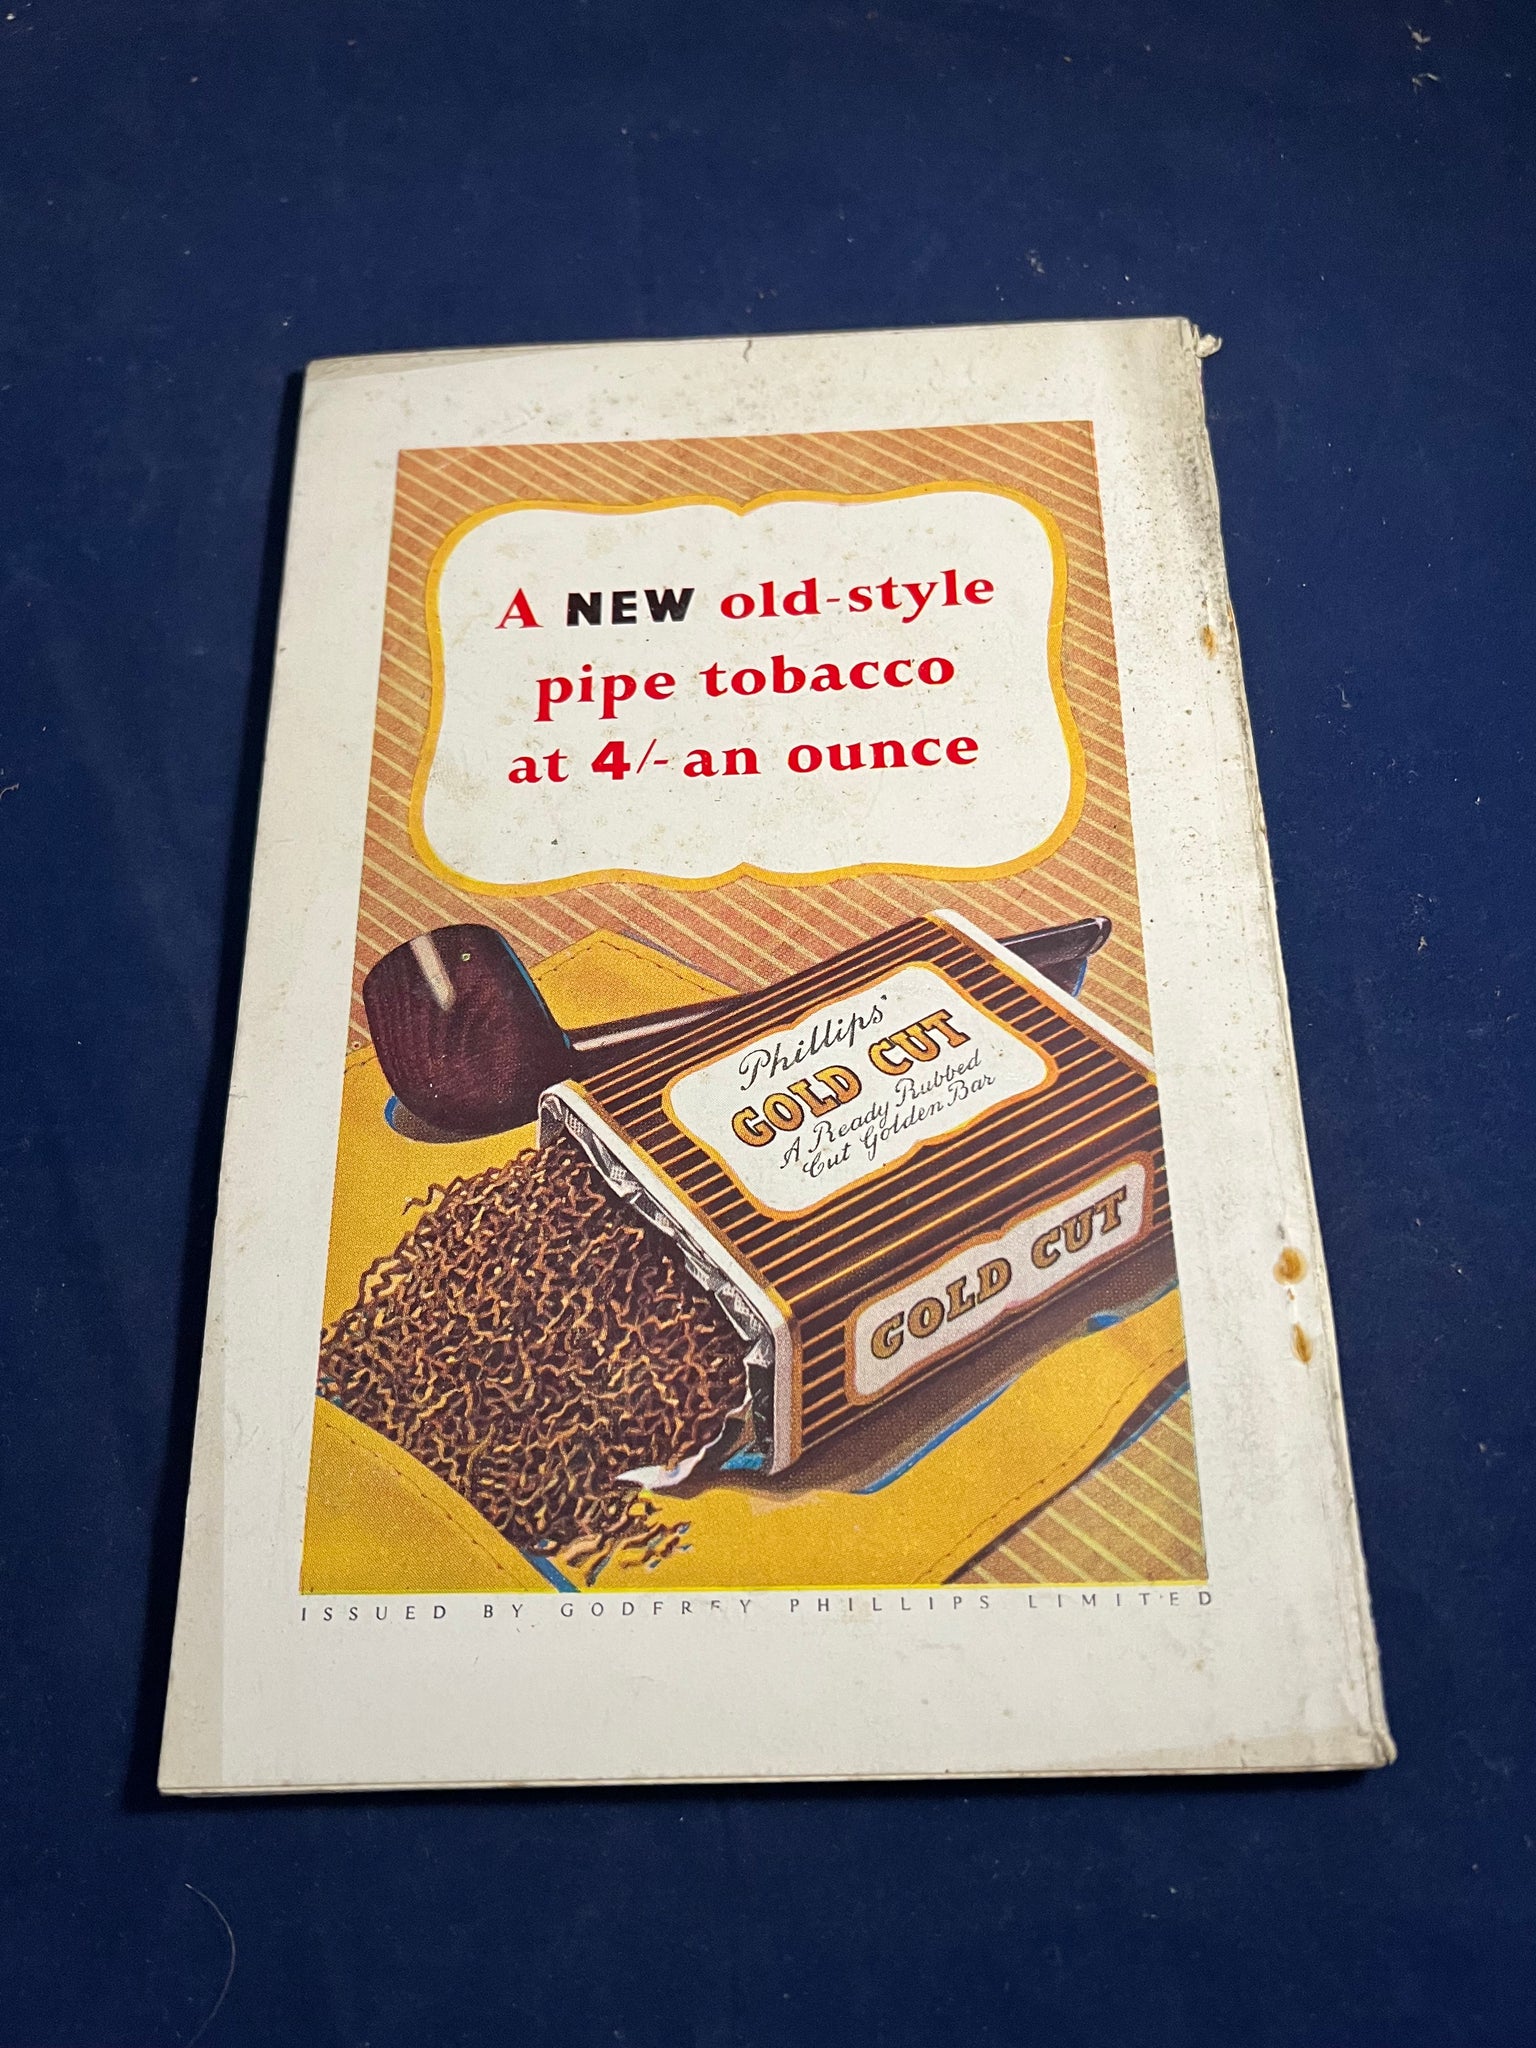 A NEW old-style
pipe tobacco
at 4/- an ounce
Phillips'
GOLD CUT
A Ready Rubbed
Cut Golden Bar
GOLD CUT
ISSUED BY GODFREY PHILLIPS LIMITED